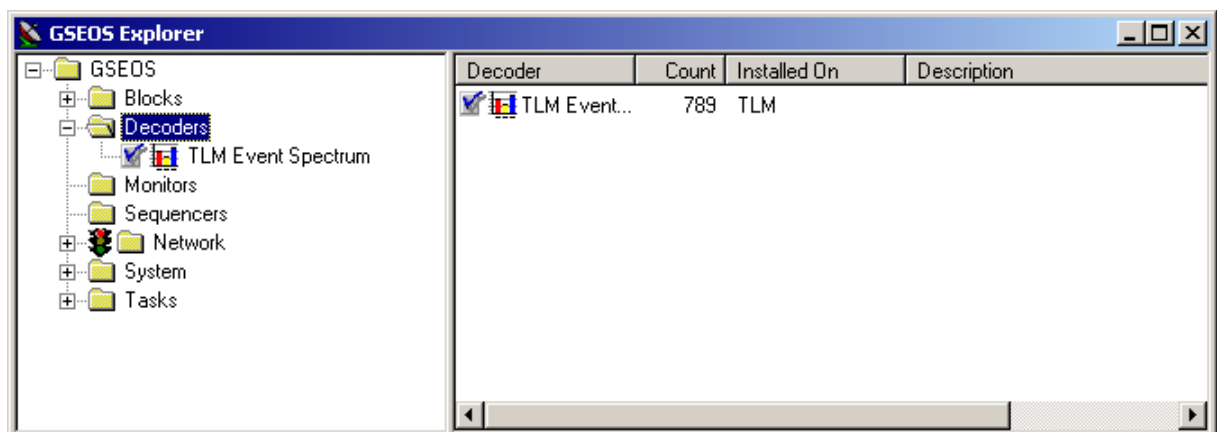 GSEOS Explorer
GSEOS
Blocks
Decoders
TLM Event Spectrum
Monitors
Sequencers
Network
System
Tasks
Decoder Count Installed On Description
TLM Event... 789 TLM